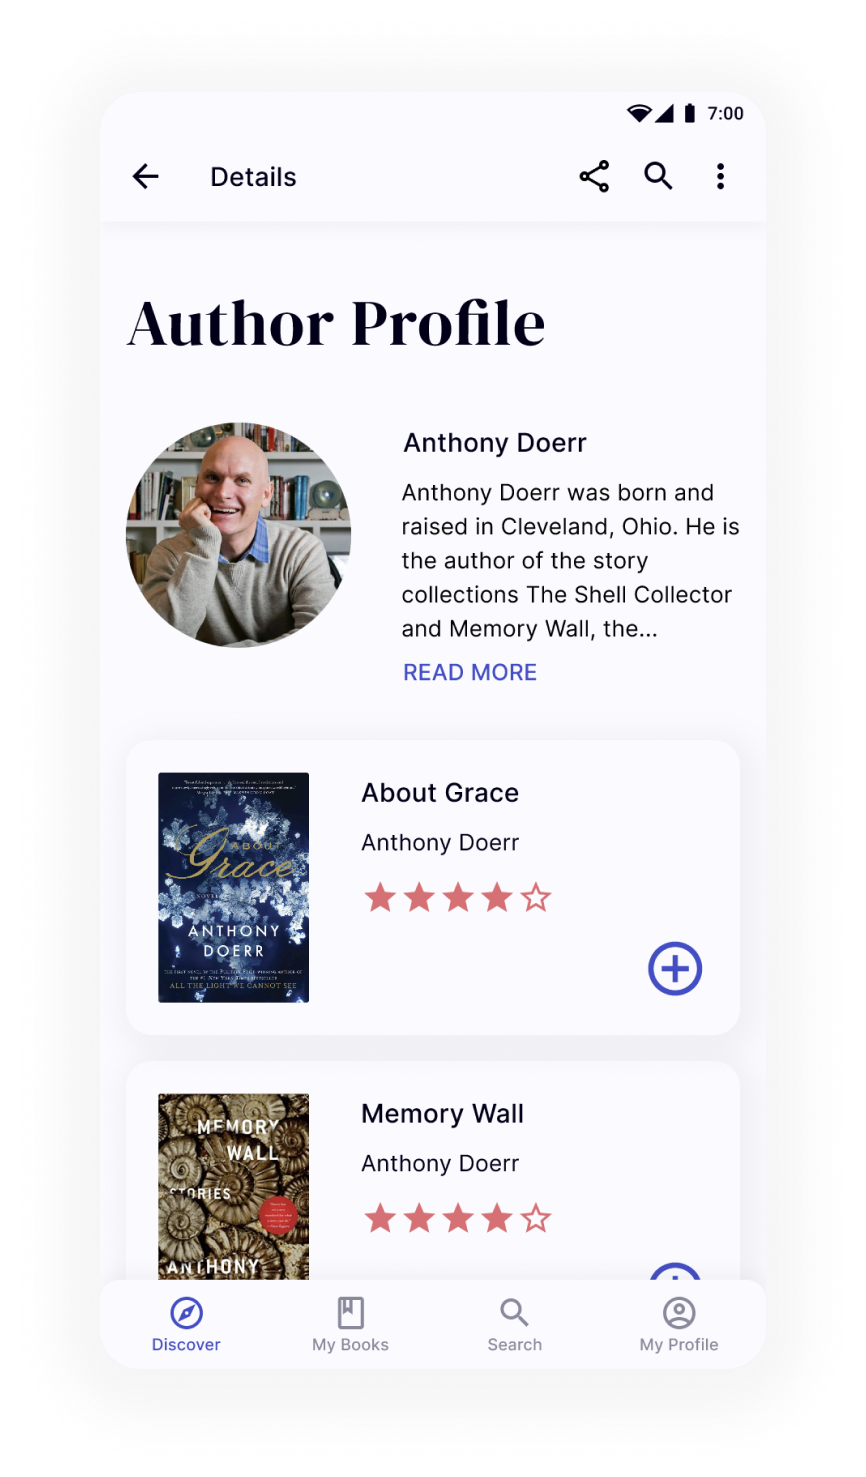 7:00
Details
Author Profile
Anthony Doerr
Anthony Doerr was born and
raised in Cleveland, Ohio. He is
the author of the story
collections The Shell Collector
and Memory Wall, the...
READ MORE
ABOUT
Grace
NOVEL
ANTHONY
DOERR
ALL THE LIGHT WE CANNOT SEE
About Grace
Anthony Doerr
MEMORY
WALL
STORIES
ANTHONY
Memory Wall
Anthony Doerr
Discover
My Books
Search
My Profile